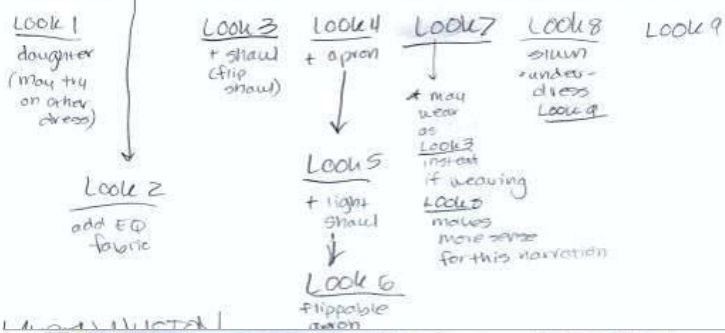 Look 1
daughter
(may try
on other
dress)
Look 2
add EQ
fabric
Look 3
+ shawl
(flip
shawl)
Look 4
+ apron
Look 5
+ light
shawl
Look 6
flippable
apron
Look 7
* may
wear
as
Look 3
instead
if wearing
Look 3
makes
more sense
for this narration
Look 8
slum
under-
dress
Look 9
Look 9